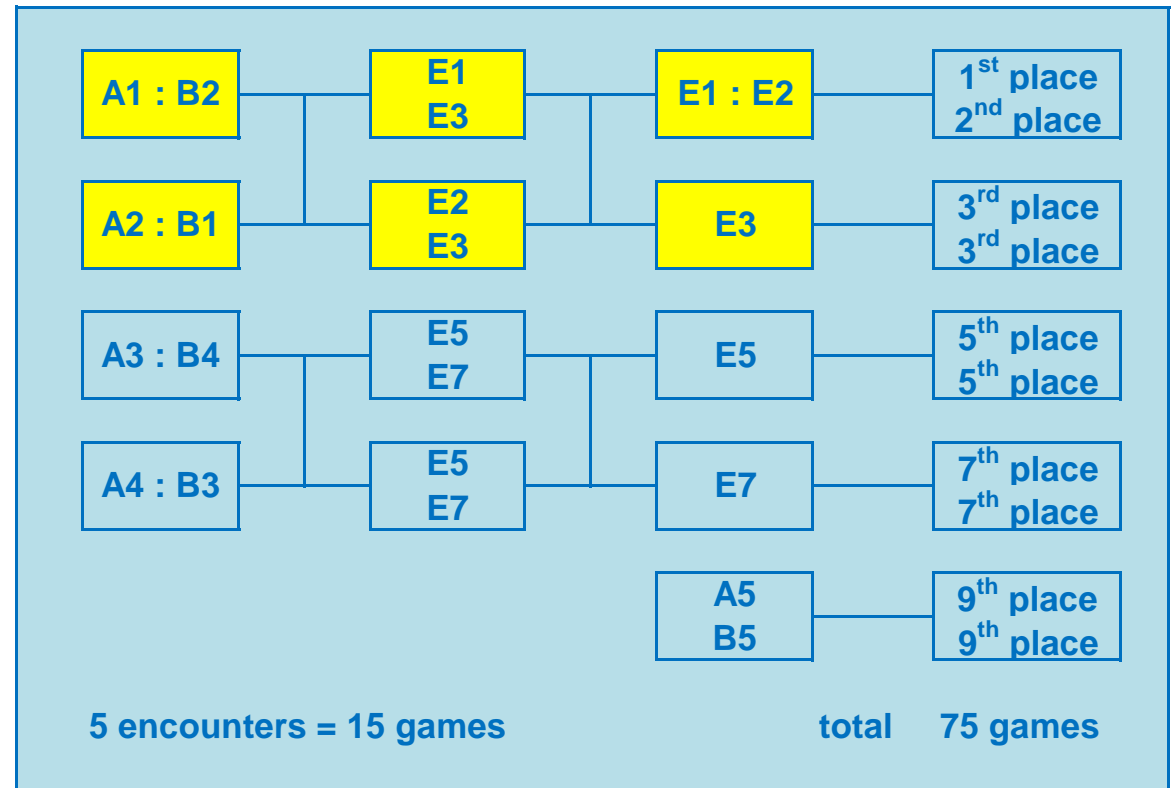 A1 : B2
E1
E3
E1 : E2
1st place
2nd place
A2 : B1
E2
E3
E3
3rd place
3rd place
A3 : B4
E5
E7
E5
5th place
5th place
A4 : B3
E5
E7
E7
7th place
7th place
A5
B5
9th place
9th place
5 encounters = 15 games
total 75 games